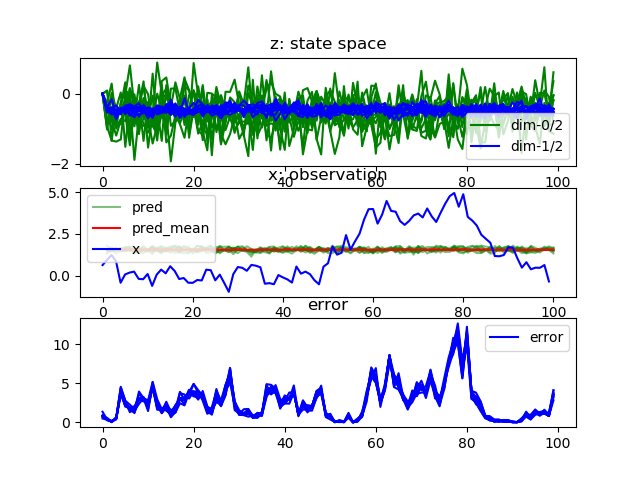 z: state space
0
−2
dim-0/2
dim-1/2
0 20 40 60 80 100
x: observation
5.0
2.5
0.0
pred
pred_mean
x
0 20 40 60 80 100
error
10
5
0
error
0 20 40 60 80 100